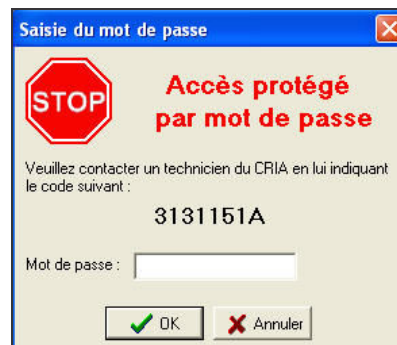 Saisie du mot de passe
STOP
Accès protégé
par mot de passe
Veuillez contacter un technicien du CRIA en lui indiquant
le code suivant :
3131151A
Mot de passe :
OK
Annuler